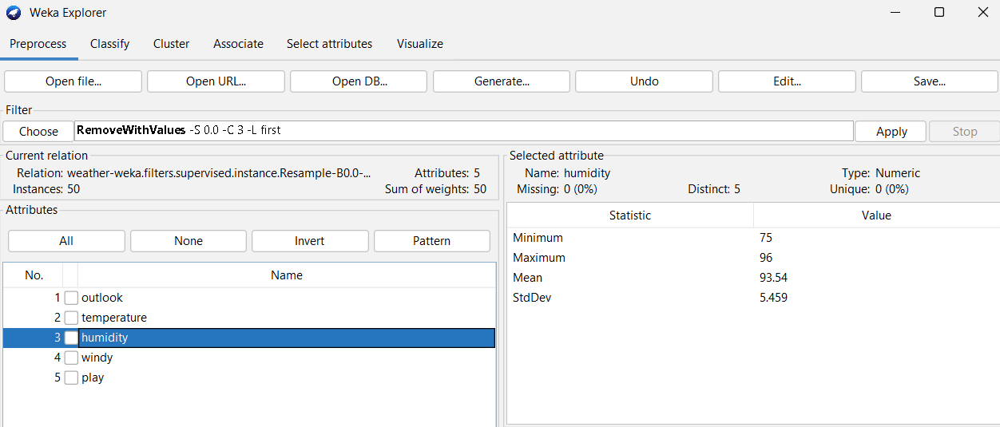 Weka Explorer
Preprocess Classify Cluster Associate Select attributes Visualize
Open file... Open URL... Open DB... Generate... Undo Edit... Save...
Filter
Choose RemoveWithValues -S 0.0 -C 3 -L first Apply Stop
Current relation
Relation: weather-weka.filters.supervised.instance.Resample-B0.0-... Attributes: 5
Instances: 50 Sum of weights: 50
Attributes
All None Invert Pattern
No. Name
1 outlook
2 temperature
3 humidity
4 windy
5 play
Selected attribute
Name: humidity Type: Numeric
Missing: 0 (0%) Distinct: 5 Unique: 0 (0%)
Statistic Value
Minimum 75
Maximum 96
Mean 93.54
StdDev 5.459